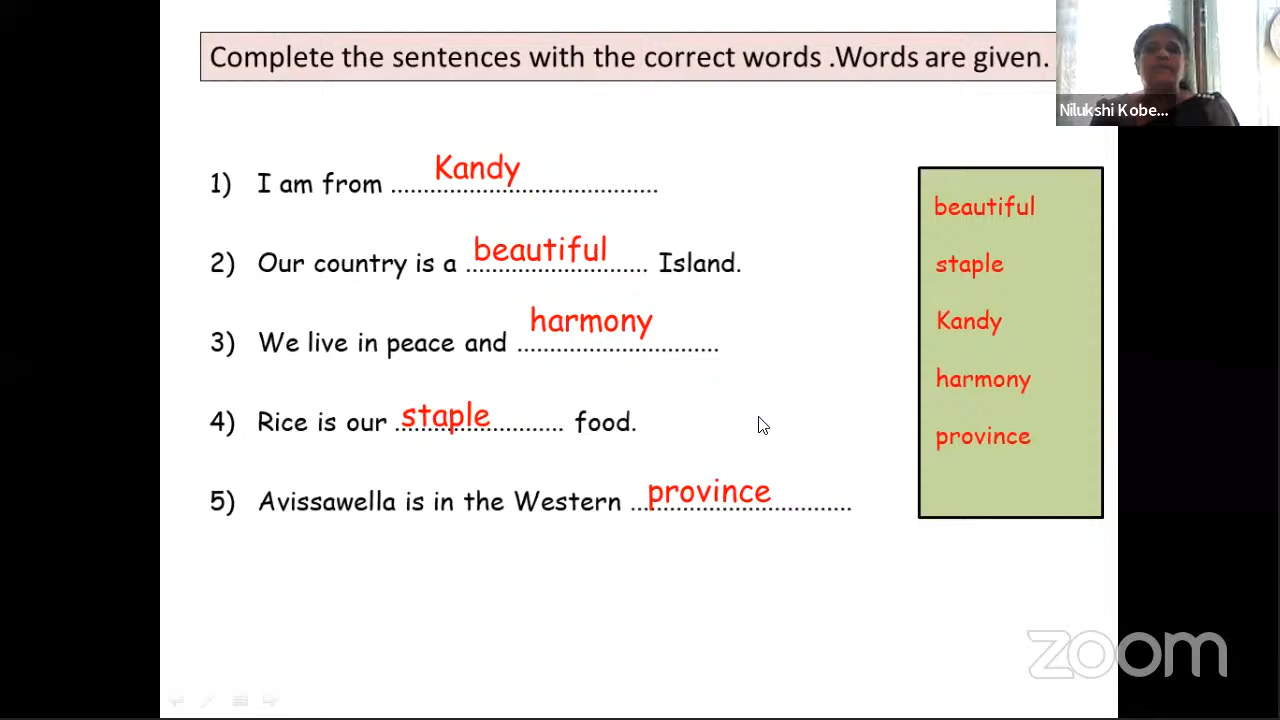 Complete the sentences with the correct words .Words are given.
Nilukshi Kobe...
1) I am from Kandy ........................................
2) Our country is a beautiful ........................... Island.
3) We live in peace and harmony ..............................
4) Rice is our staple ......................... food.
5) Avissawella is in the Western province .................................
beautiful
staple
Kandy
harmony
province
zoom